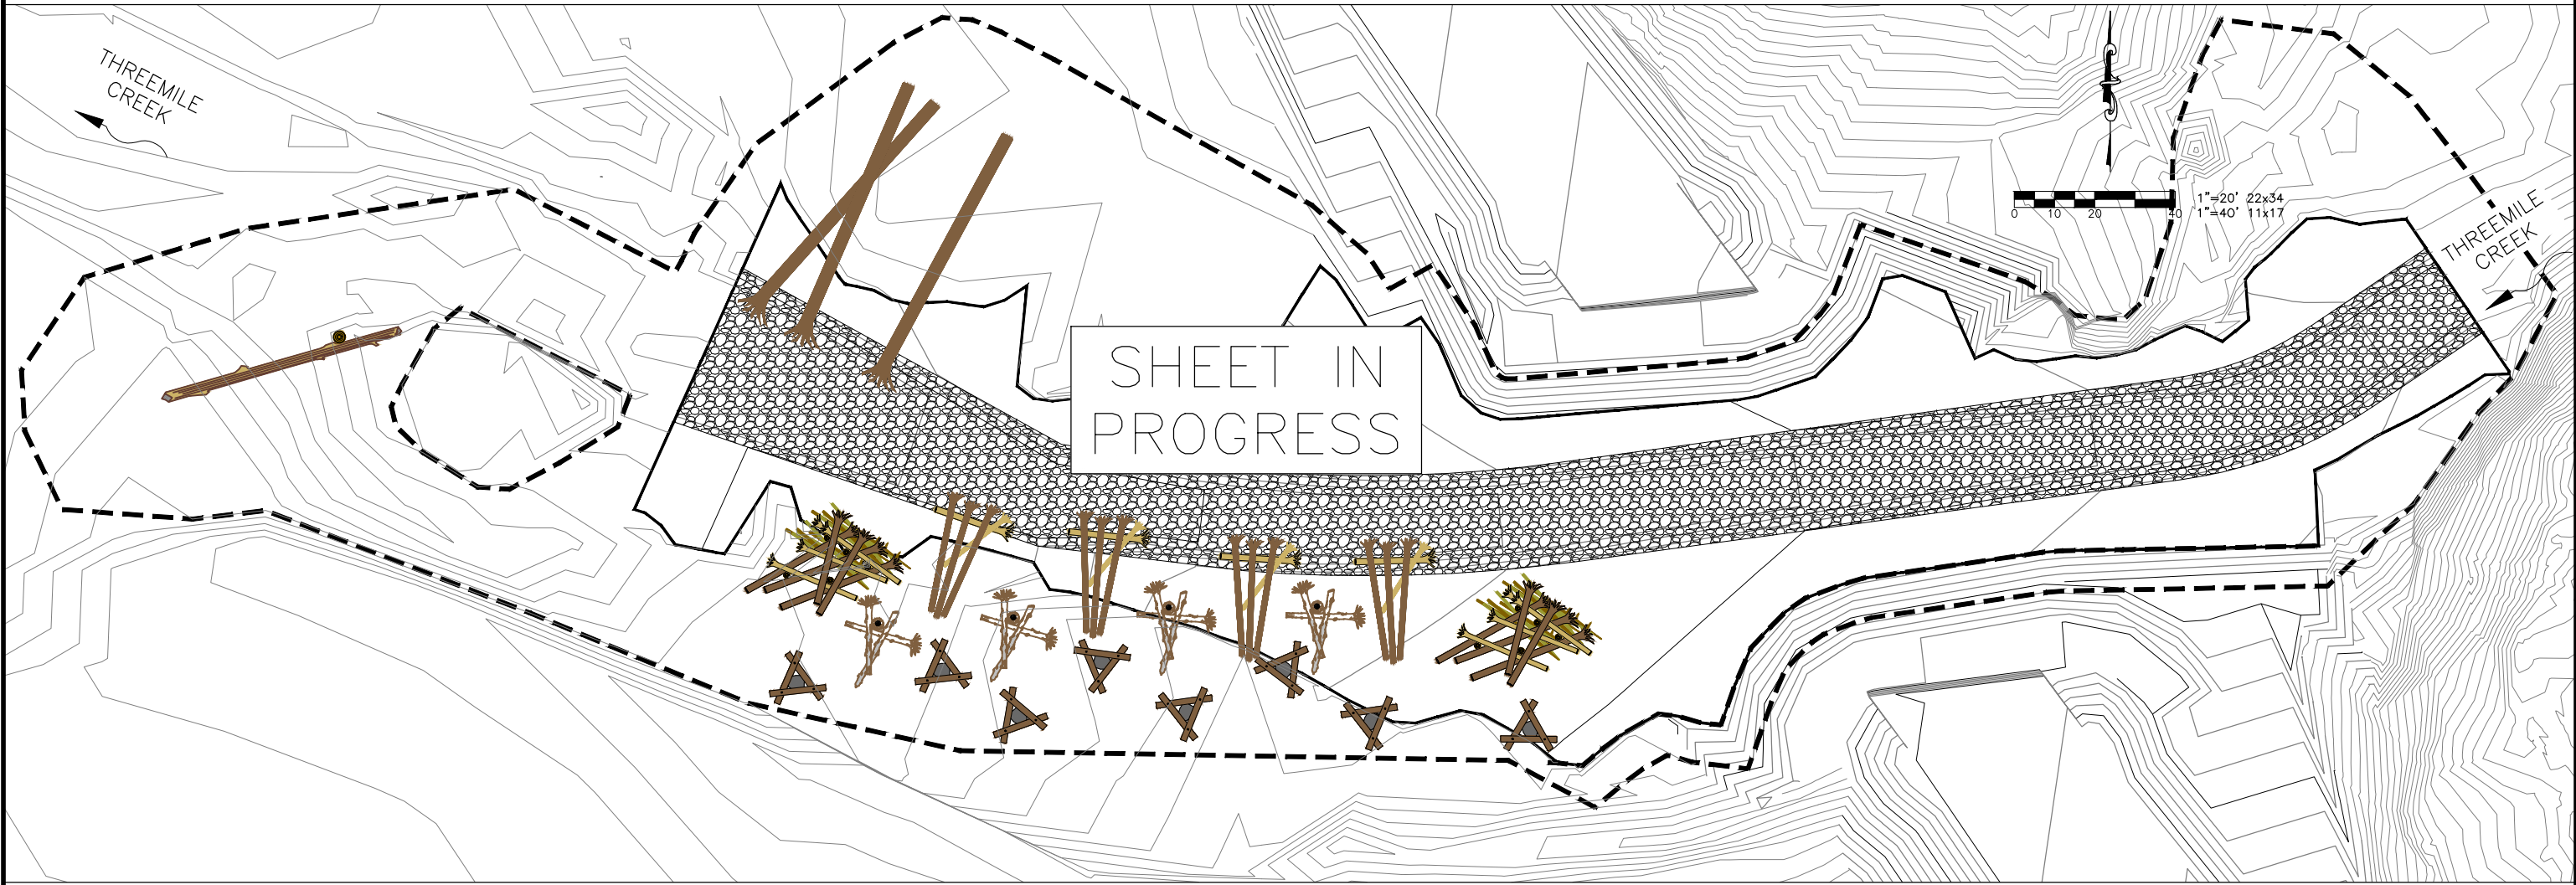 THREEMILE
CREEK
SHEET IN
PROGRESS
0 10 20 40
1"=20' 22x34
1"=40' 11x17
THREEMILE
CREEK